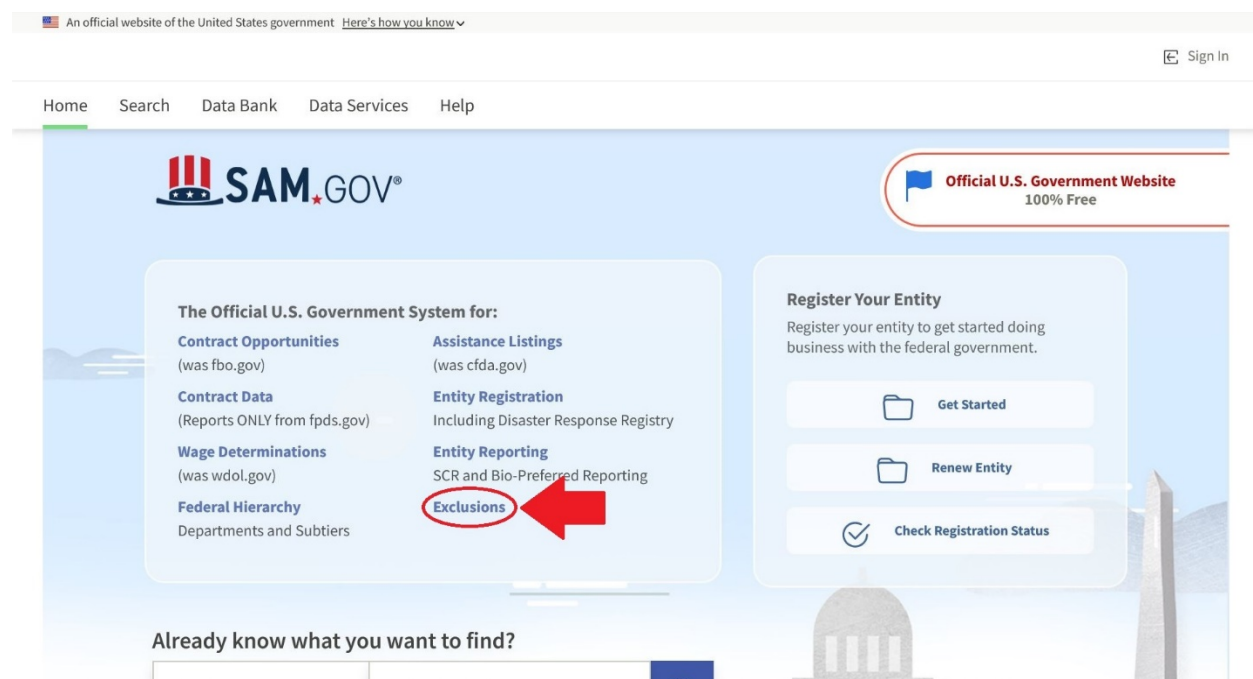 An official website of the United States government Here's how you know
Sign In
Home Search Data Bank Data Services Help
SAM.GOV®
Official U.S. Government Website
100% Free
The Official U.S. Government System for:
Contract Opportunities
(was fbo.gov)
Contract Data
(Reports ONLY from fpds.gov)
Wage Determinations
(was wdol.gov)
Federal Hierarchy
Departments and Subtiers
Assistance Listings
(was cfda.gov)
Entity Registration
Including Disaster Response Registry
Entity Reporting
SCR and Bio-Preferred Reporting
Exclusions
Register Your Entity
Register your entity to get started doing
business with the federal government.
Get Started
Renew Entity
Check Registration Status
Already know what you want to find?